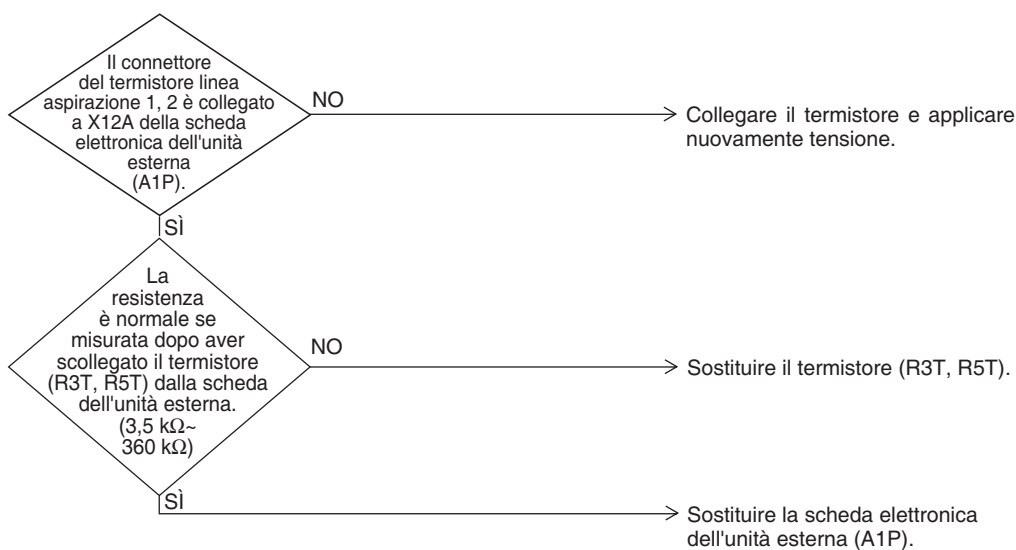 Il connettore
del termistore linea
aspirazione 1, 2 è collegato
a X12A della scheda
elettronica dell'unità
esterna
(A1P).
NO
Collegare il termistore e applicare
nuovamente tensione.
SÌ
La
resistenza
è normale se
misurata dopo aver
scollegato il termistore
(R3T, R5T) dalla scheda
dell'unità esterna.
(3,5 kΩ~
360 kΩ)
NO
Sostituire il termistore (R3T, R5T).
SÌ
Sostituire la scheda elettronica
dell'unità esterna (A1P).